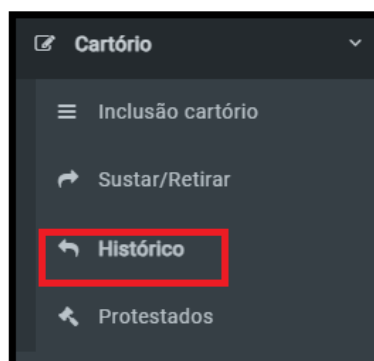 Cartório
Inclusão cartório
Sustar/Retirar
Histórico
Protestados